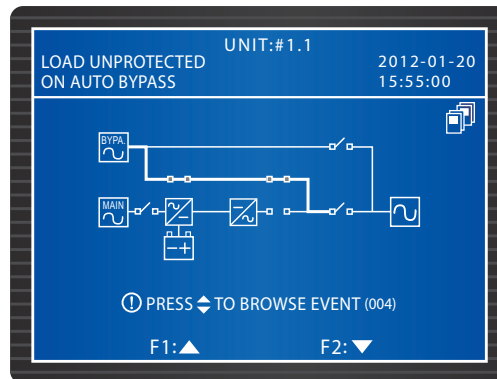 UNIT:#1.1
LOAD UNPROTECTED
ON AUTO BYPASS
2012-01-20
15:55:00
BYPA.
MAIN
PRESS TO BROWSE EVENT (004)
F1: F2: